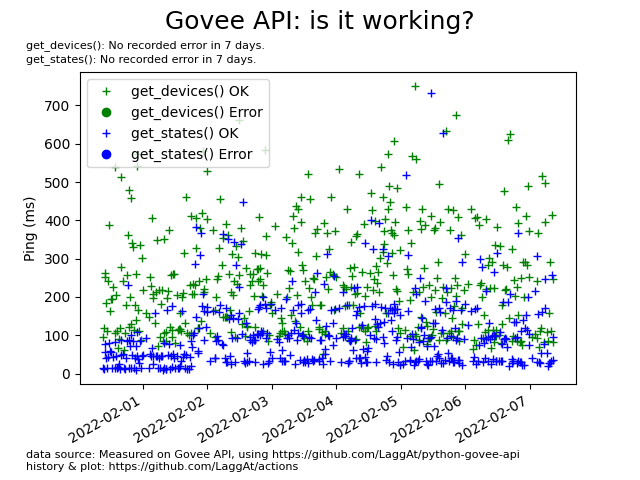 Govee API: is it working?
get_devices(): No recorded error in 7 days.
get_states(): No recorded error in 7 days.
get_devices() OK
get_devices() Error
get_states() OK
get_states() Error
Ping (ms)
700
600
500
400
300
200
100
0
2022-02-01
2022-02-02
2022-02-03
2022-02-04
2022-02-05
2022-02-06
2022-02-07
data source: Measured on Govee API, using https://github.com/LaggAt/python-govee-api
history & plot: https://github.com/LaggAt/actions